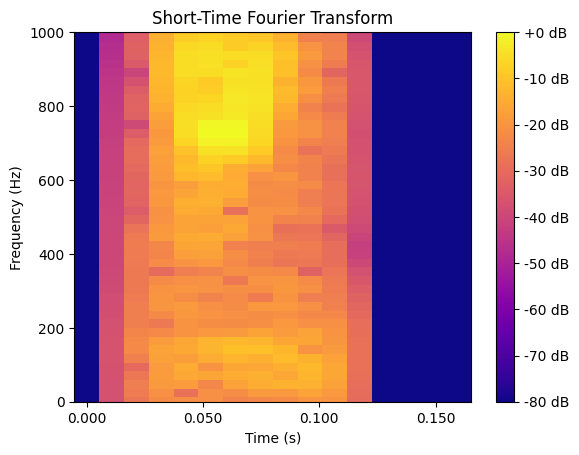 Short-Time Fourier Transform
Frequency (Hz)
1000
800
600
400
200
0
0.000
0.050
0.100
0.150
Time (s)
+0 dB
-10 dB
-20 dB
-30 dB
-40 dB
-50 dB
-60 dB
-70 dB
-80 dB